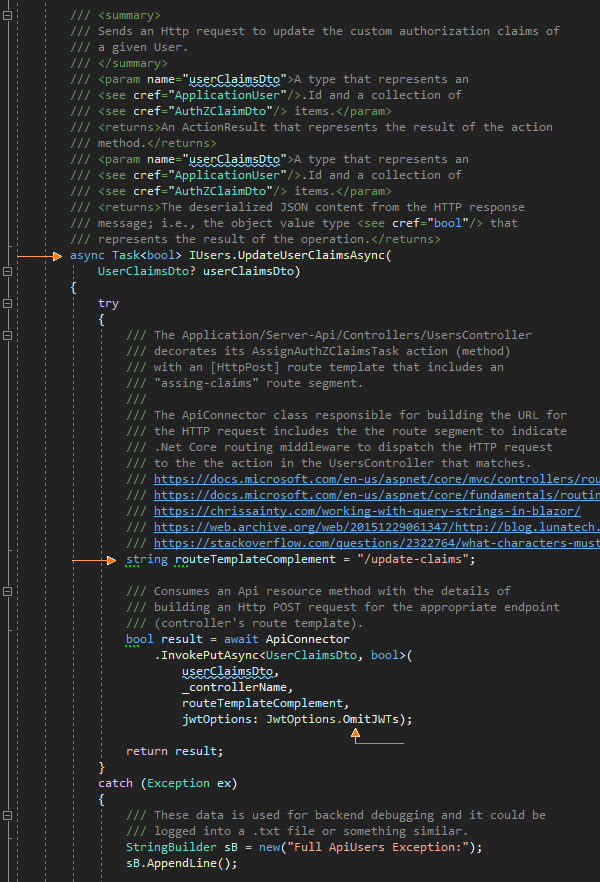 /// <summary>
/// Sends an Http request to update the custom authorization claims of
/// a given User.
/// </summary>
/// <param name="userClaimsDto">A type that represents an
/// <see cref="ApplicationUser"/>.Id and a collection of
/// <see cref="AuthZClaimDto"/> items.</param>
/// <returns>An ActionResult that represents the result of the action
/// method.</returns>
/// <param name="userClaimsDto">A type that represents an
/// <see cref="ApplicationUser"/>.Id and a collection of
/// <see cref="AuthZClaimDto"/> items.</param>
/// <returns>The deserialized JSON content from the HTTP response
/// message; i.e., the object value type <see cref="bool"/> that
/// represents the result of the operation.</returns>
async Task<bool> IUsers.UpdateUserClaimsAsync(
UserClaimsDto? userClaimsDto)
{
try
{
/// The Application/Server-Api/Controllers/UsersController
/// decorates its AssignAuthZClaimsTask action (method)
/// with an [HttpPost] route template that includes an
/// "assing-claims" route segment.
///
/// The ApiConnector class responsible for building the URL for
/// the HTTP request includes the the route segment to indicate
/// .Net Core routing middleware to dispatch the HTTP request
/// to the the action in the UsersController that matches.
/// https://docs.microsoft.com/en-us/aspnet/core/mvc/controllers/rou
/// https://docs.microsoft.com/en-us/aspnet/core/fundamentals/routin
/// https://chrissainty.com/working-with-query-strings-in-blazor/
/// https://web.archive.org/web/20151229061347/http://blog.lunatech.
/// https://stackoverflow.com/questions/2322764/what-characters-must
string routeTemplateComplement = "/update-claims";
/// Consumes an Api resource method with the details of
/// building an Http POST request for the appropriate endpoint
/// (controller's route template).
bool result = await ApiConnector
.InvokePutAsync<UserClaimsDto, bool>(
userClaimsDto,
_controllerName,
routeTemplateComplement,
jwtOptions: JwtOptions.OmitJWTs);
return result;
}
catch (Exception ex)
{
/// These data is used for backend debugging and it could be
/// logged into a .txt file or something similar.
StringBuilder sB = new("Full ApiUsers Exception:");
sB.AppendLine();